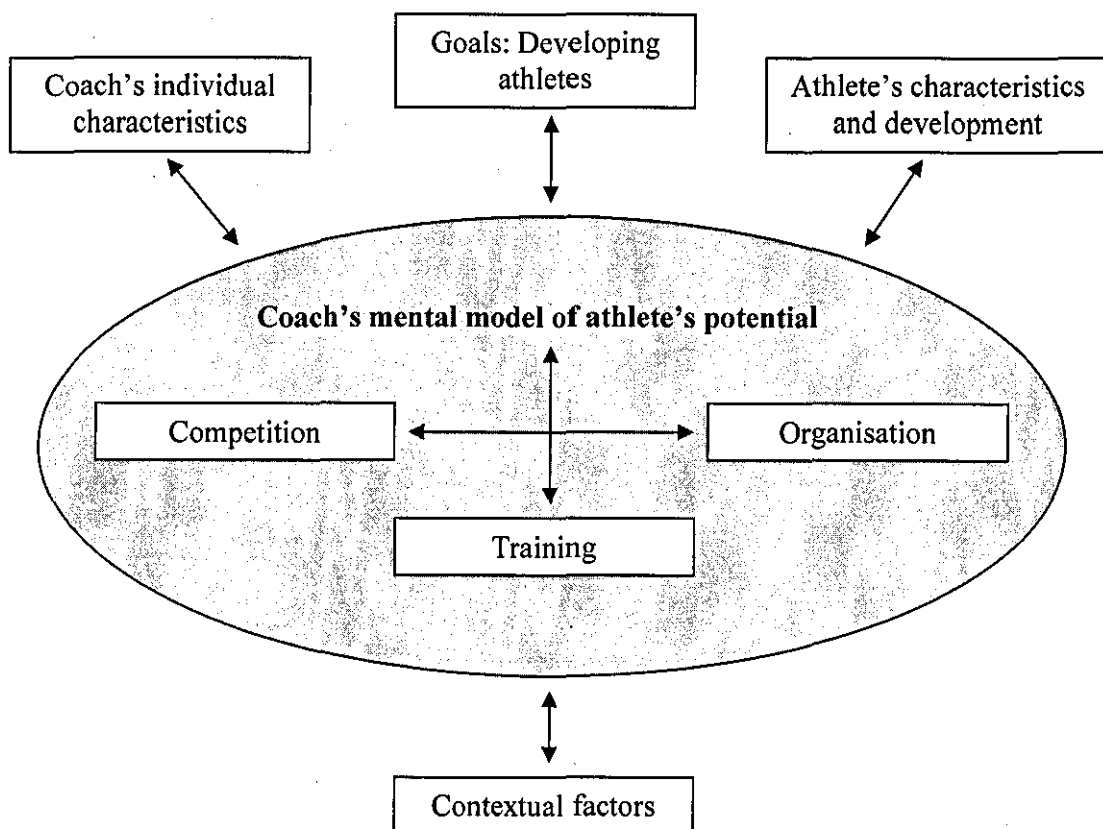 Goals: Developing
athletes
Coach's individual
characteristics
Athlete's characteristics
and development
Coach's mental model of athlete's potential
Competition
Organisation
Training
Contextual factors